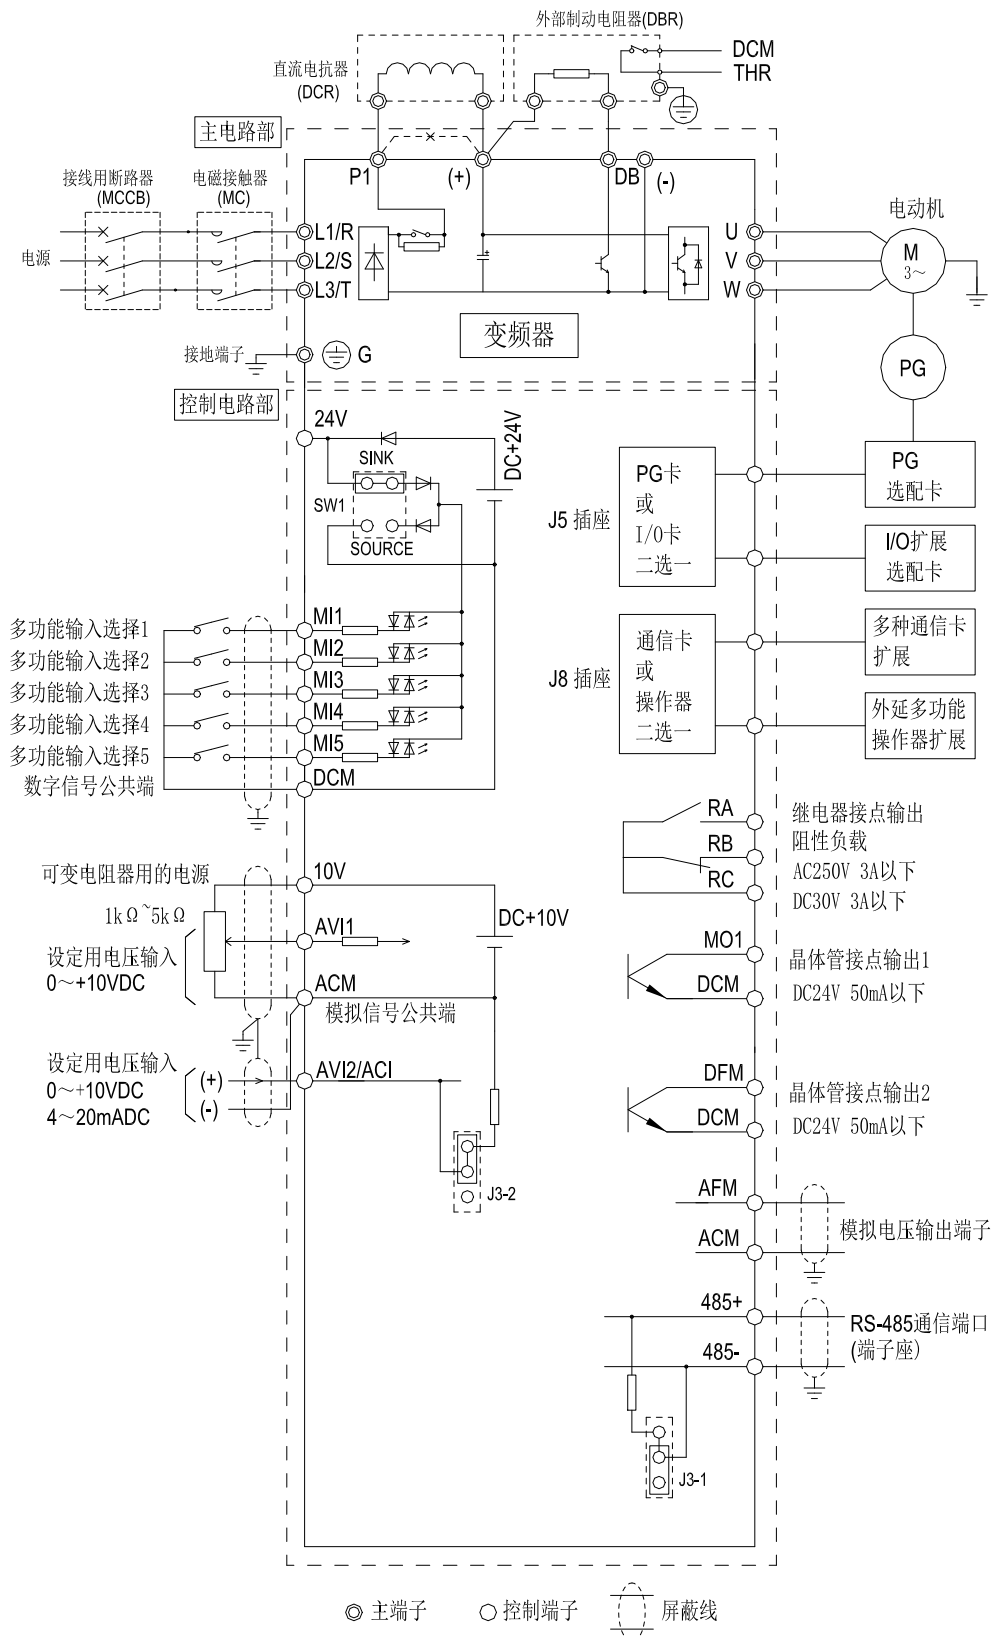 外部制动电阻器(DBR)
直流电抗器
(DCR)
DCM
THR
主电路部
接线用断路器
(MCCB)
电磁接触器
(MC)
P1
(+)
DB
(-)
电源
L1/R
L2/S
L3/T
U
V
W
电动机
M
3～
变频器
接地端子
G
PG
控制电路部
24V
SINK
SW1
SOURCE
DC+24V
J5 插座
PG卡
或
I/O卡
二选一
PG
选配卡
I/O扩展
选配卡
多功能输入选择1
多功能输入选择2
多功能输入选择3
多功能输入选择4
多功能输入选择5
数字信号公共端
MI1
MI2
MI3
MI4
MI5
DCM
J8 插座
通信卡
或
操作器
二选一
多种通信卡
扩展
外延多功能
操作器扩展
RA
RB
RC
继电器接点输出
阻性负载
AC250V 3A以下
DC30V 3A以下
可变电阻器用的电源
1kΩ~5kΩ
设定用电压输入
0～+10VDC
10V
AVI1
ACM
模拟信号公共端
DC+10V
MO1
DCM
晶体管接点输出1
DC24V 50mA以下
设定用电压输入
0～+10VDC
4～20mADC
(+)
(-)
AVI2/ACI
J3-2
DFM
DCM
晶体管接点输出2
DC24V 50mA以下
AFM
ACM
模拟电压输出端子
485+
485-
RS-485通信端口
(端子座)
J3-1
主端子
控制端子
屏蔽线